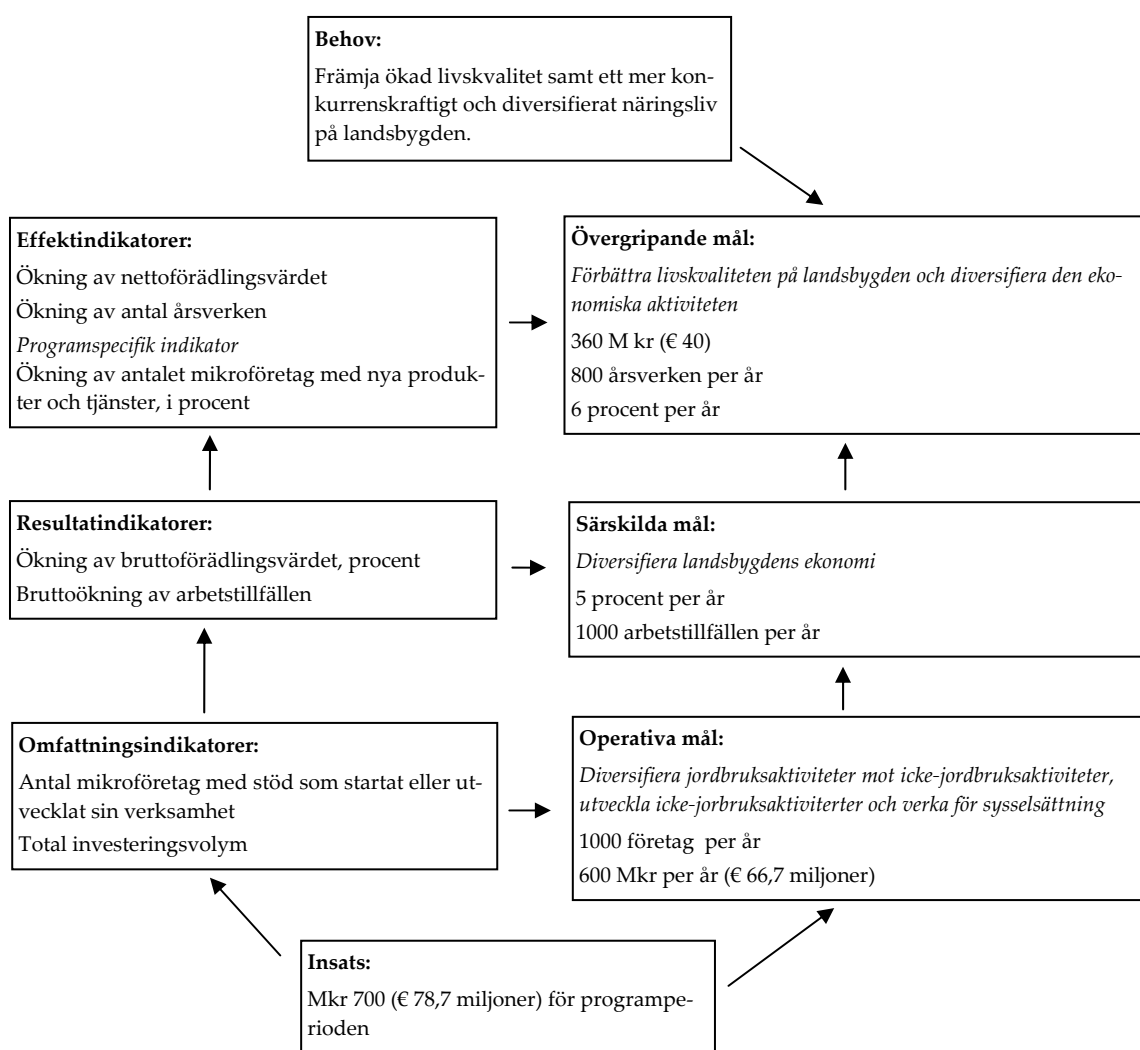 Behov:
Främja ökad livskvalitet samt ett mer kon-
kurrenskraftigt och diversifierat näringsliv
på landsbygden.
Effektindikatorer:
Ökning av nettoförädlingsvärdet
Ökning av antal årsverken
Programspecifik indikator
Ökning av antalet mikroföretag med nya produk-
ter och tjänster, i procent
Övergripande mål:
Förbättra livskvaliteten på landsbygden och diversifiera den eko-
nomiska aktiviteten
360 M kr (€ 40)
800 årsverken per år
6 procent per år
Resultatindikatorer:
Ökning av bruttoförädlingsvärdet, procent
Bruttoökning av arbetstillfällen
Särskilda mål:
Diversifiera landsbygdens ekonomi
5 procent per år
1000 arbetstillfällen per år
Omfattningsindikatorer:
Antal mikroföretag med stöd som startat eller ut-
vecklat sin verksamhet
Total investeringsvolym
Operativa mål:
Diversifiera jordbruksaktiviteter mot icke-jordbruksaktiviteter,
utveckla icke-jorbruksaktiviterter och verka för sysselsättning
1000 företag  per år
600 Mkr per år (€ 66,7 miljoner)
Insats:
Mkr 700 (€ 78,7 miljoner) för programpe-
rioden